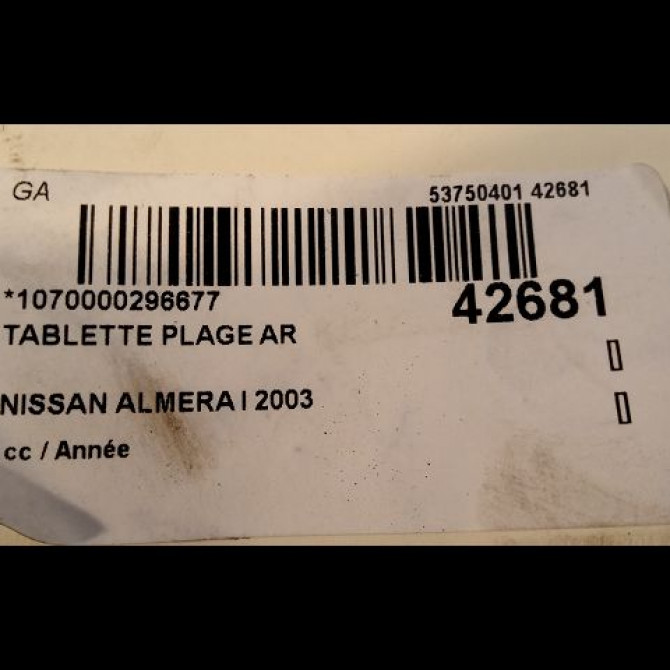 GA 53750401 42681
*1070000296677 42681
TABLETTE PLAGE AR
NISSAN ALMERA I 2003
cc / Année